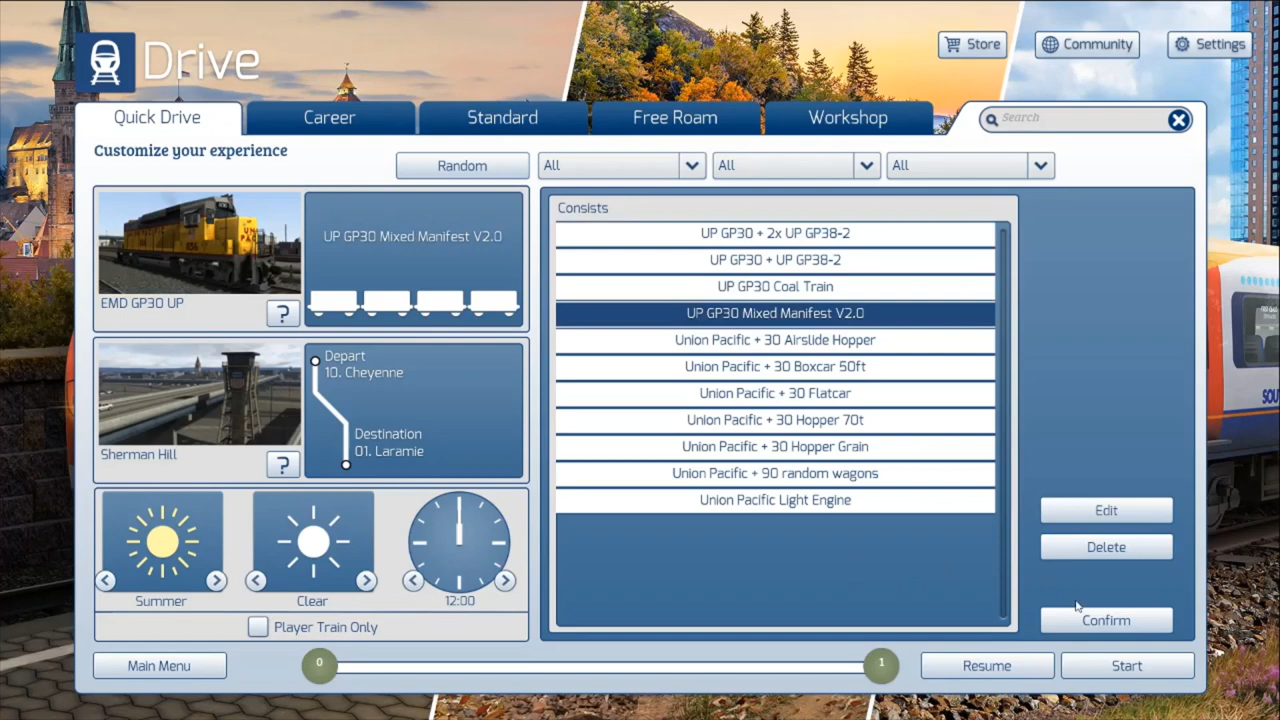 Drive
Store
Community
Settings
Quick Drive
Career
Standard
Free Roam
Workshop
Search
Customize your experience
Random
All
All
All
UP GP30 Mixed Manifest V2.0
EMD GP30 UP
?
Depart
10. Cheyenne
Destination
01. Laramie
Sherman Hill
?
Summer
Clear
12:00
Player Train Only
Consists
UP GP30 + 2x UP GP38-2
UP GP30 + UP GP38-2
UP GP30 Coal Train
UP GP30 Mixed Manifest V2.0
Union Pacific + 30 Airslide Hopper
Union Pacific + 30 Boxcar 50ft
Union Pacific + 30 Flatcar
Union Pacific + 30 Hopper 70t
Union Pacific + 30 Hopper Grain
Union Pacific + 90 random wagons
Union Pacific Light Engine
Edit
Delete
Confirm
Main Menu
0
1
Resume
Start